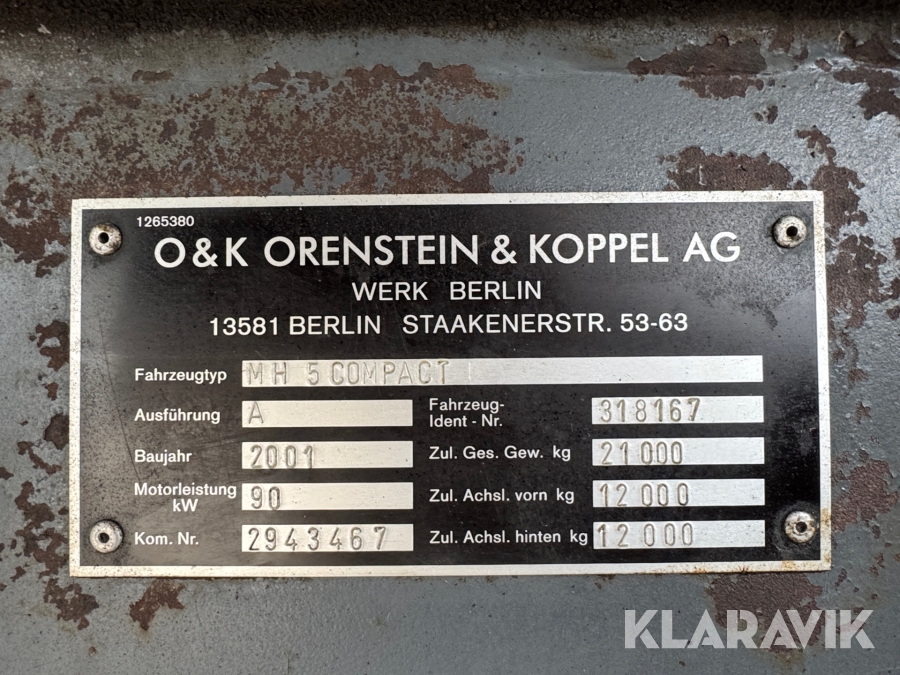 1265380
O & K ORENSTEIN & KOPPEL AG
WERK BERLIN
13581 BERLIN STAAKENERSTR. 53-63
Fahrzeugtyp MH 5 COMPACT
Ausführung A
Fahrzeug-
Ident - Nr. 318167
Baujahr 2001
Zul. Ges. Gew. kg 21 000
Motorleistung
kW 90
Zul. Achsl. vorn kg 12 000
Kom. Nr. 2943467
Zul. Achsl. hinten kg 12 000
KLARAVIK